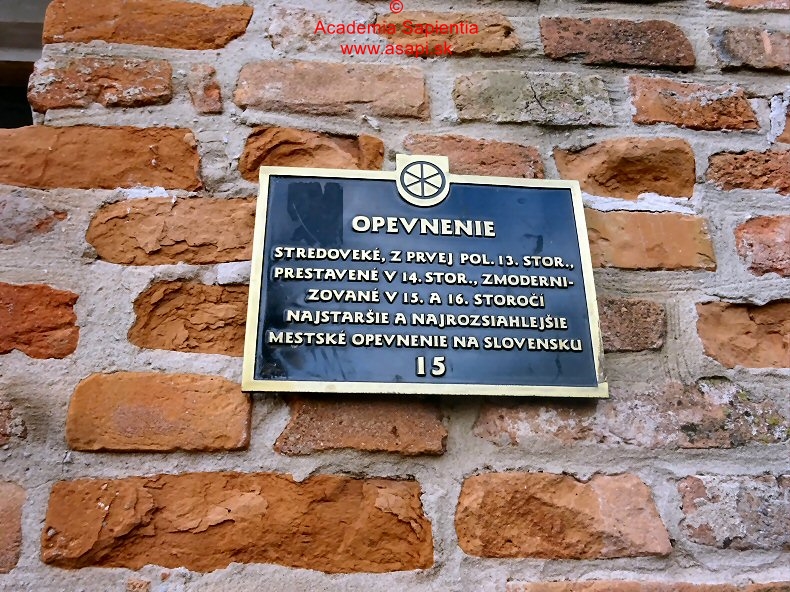 ©
Academia Sapientia
www.asapi.sk
OPEVNENIE
STREDOVEKÉ, Z PRVEJ POL. 13. STOR.,
PRESTAVENÉ V 14. STOR., ZMODERNI-
ZOVANÉ V 15. A 16. STOROČÍ
NAJSTARŠIE A NAJROZSIAHLEJŠIE
MESTSKÉ OPEVNENIE NA SLOVENSKU
15